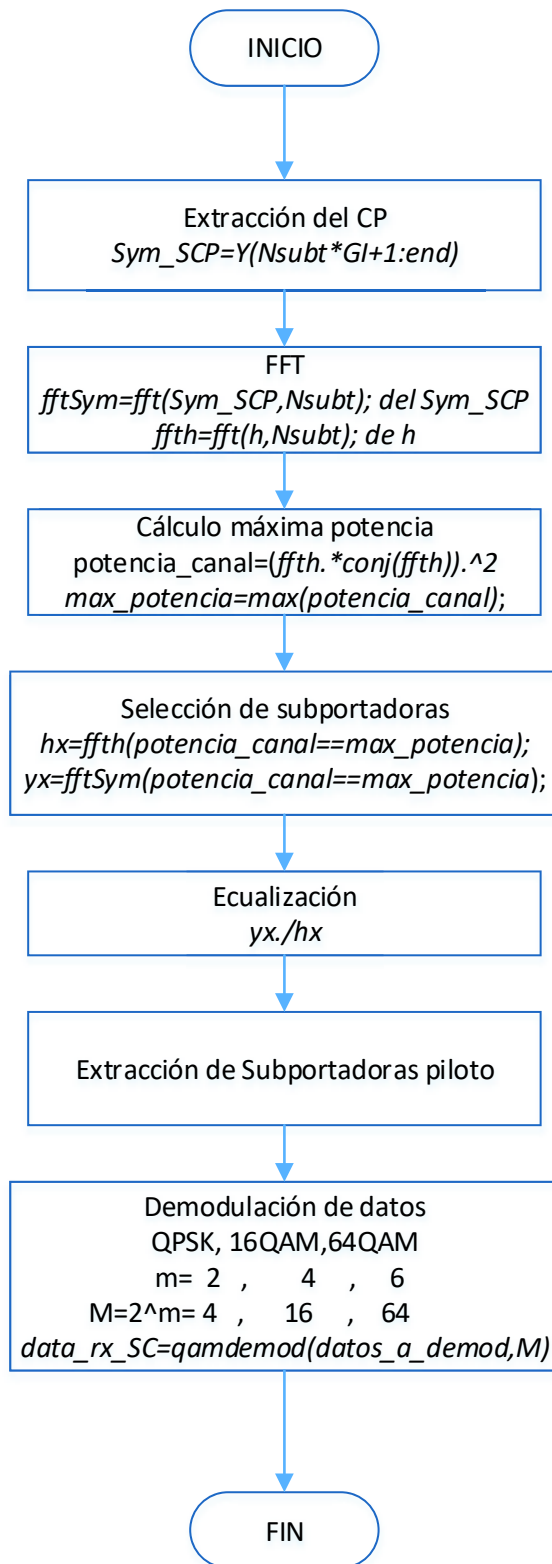 INICIO
Extracción del CP
Sym_SCP=Y(Nsubt*GI+1:end)
FFT
fftSym=fft(Sym_SCP,Nsubt); del Sym_SCP
ffth=fft(h,Nsubt); de h
Cálculo máxima potencia
potencia_canal=(ffth.*conj(ffth)).^2
max_potencia=max(potencia_canal);
Selección de subportadoras
hx=ffth(potencia_canal==max_potencia);
yx=fftSym(potencia_canal==max_potencia);
Ecualización
yx./hx
Extracción de Subportadoras piloto
Demodulación de datos
QPSK, 16QAM,64QAM
m= 2 , 4 , 6
M=2^m= 4 , 16 , 64
data_rx_SC=qamdemod(datos_a_demod,M)
FIN